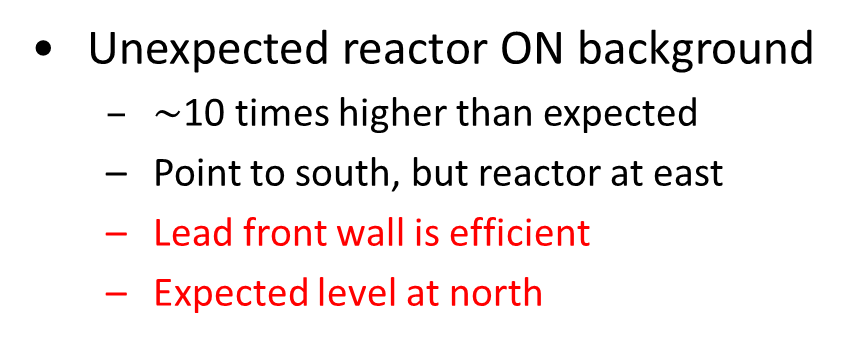 • Unexpected reactor ON background
– ~10 times higher than expected
– Point to south, but reactor at east
– Lead front wall is efficient
– Expected level at north